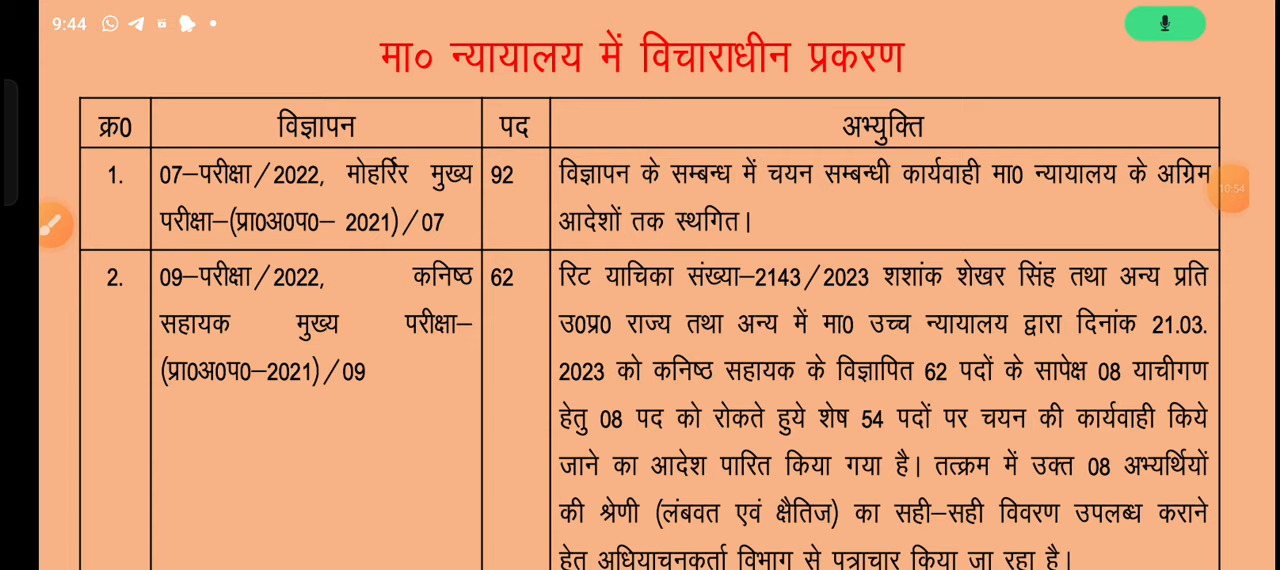 9:44
मा० न्यायालय में विचाराधीन प्रकरण
क्र0 विज्ञापन पद अभ्युक्ति
1. 07–परीक्षा/2022, मोहर्रिर मुख्य 92 विज्ञापन के सम्बन्ध में चयन सम्बन्धी कार्यवाही मा0 न्यायालय के अग्रिम
परीक्षा–(प्रा0अ0प0– 2021)/07 आदेशों तक स्थगित।
10:54
2. 09–परीक्षा/2022, कनिष्ठ 62 रिट याचिका संख्या–2143/2023 शशांक शेखर सिंह तथा अन्य प्रति
सहायक मुख्य परीक्षा– उ0प्र0 राज्य तथा अन्य में मा0 उच्च न्यायालय द्वारा दिनांक 21.03.
(प्रा0अ0प0–2021)/09 2023 को कनिष्ठ सहायक के विज्ञापित 62 पदों के सापेक्ष 08 याचीगण
हेतु 08 पद को रोकते हुये शेष 54 पदों पर चयन की कार्यवाही किये
जाने का आदेश पारित किया गया है। तत्क्रम में उक्त 08 अभ्यर्थियों
की श्रेणी (लंबवत एवं क्षैतिज) का सही–सही विवरण उपलब्ध कराने
हेतु अधियाचनकर्ता विभाग से पत्राचार किया जा रहा है।